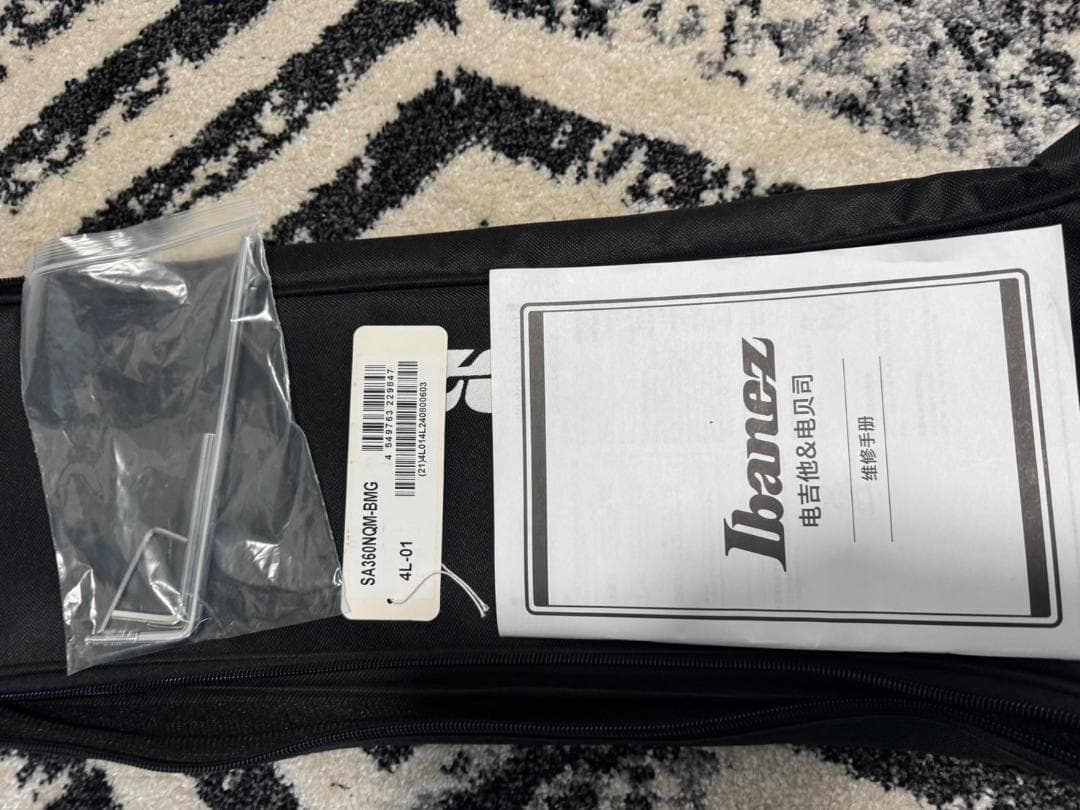 4 549763 229847
(21)4L014L240800603
SA360NQM-BMG
4L-01
Ibanez
电吉他&电贝司
维修手册